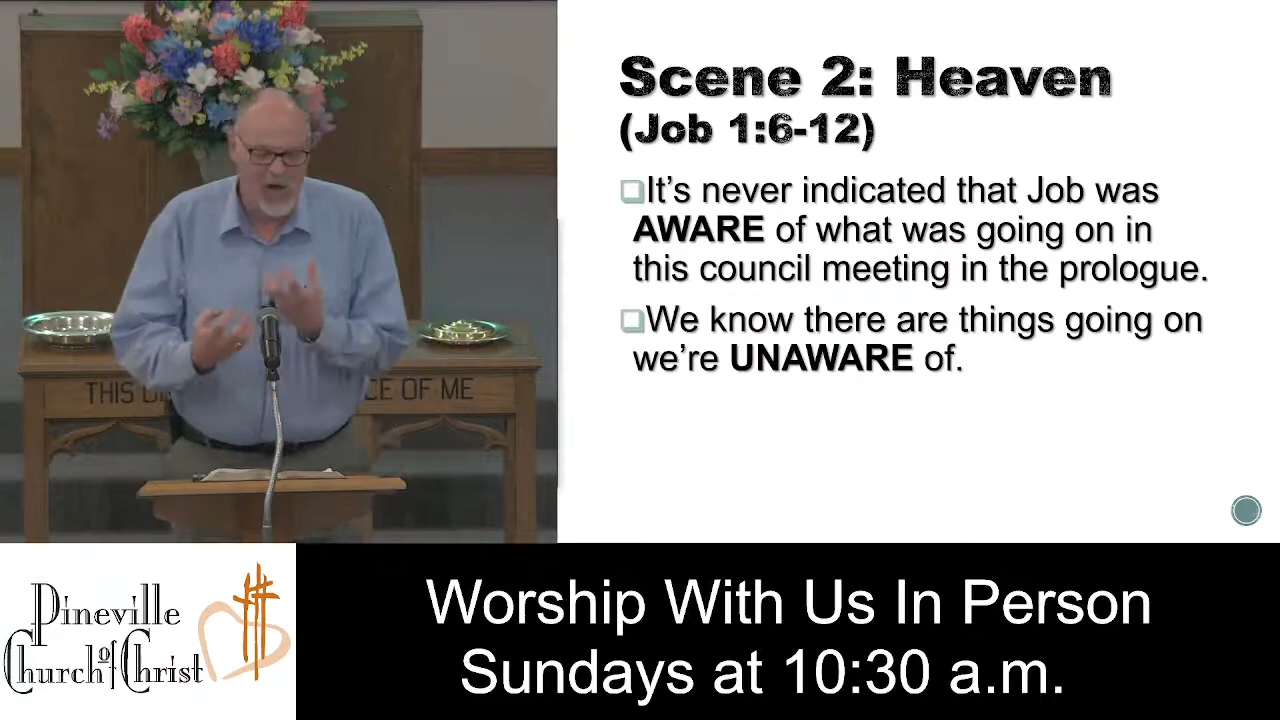 Scene 2: Heaven
(Job 1:6-12)
It's never indicated that Job was
AWARE of what was going on in
this council meeting in the prologue.
We know there are things going on
we're UNAWARE of.
THIS CE OF ME
Pineville
Church of Christ
Worship With Us In Person
Sundays at 10:30 a.m.